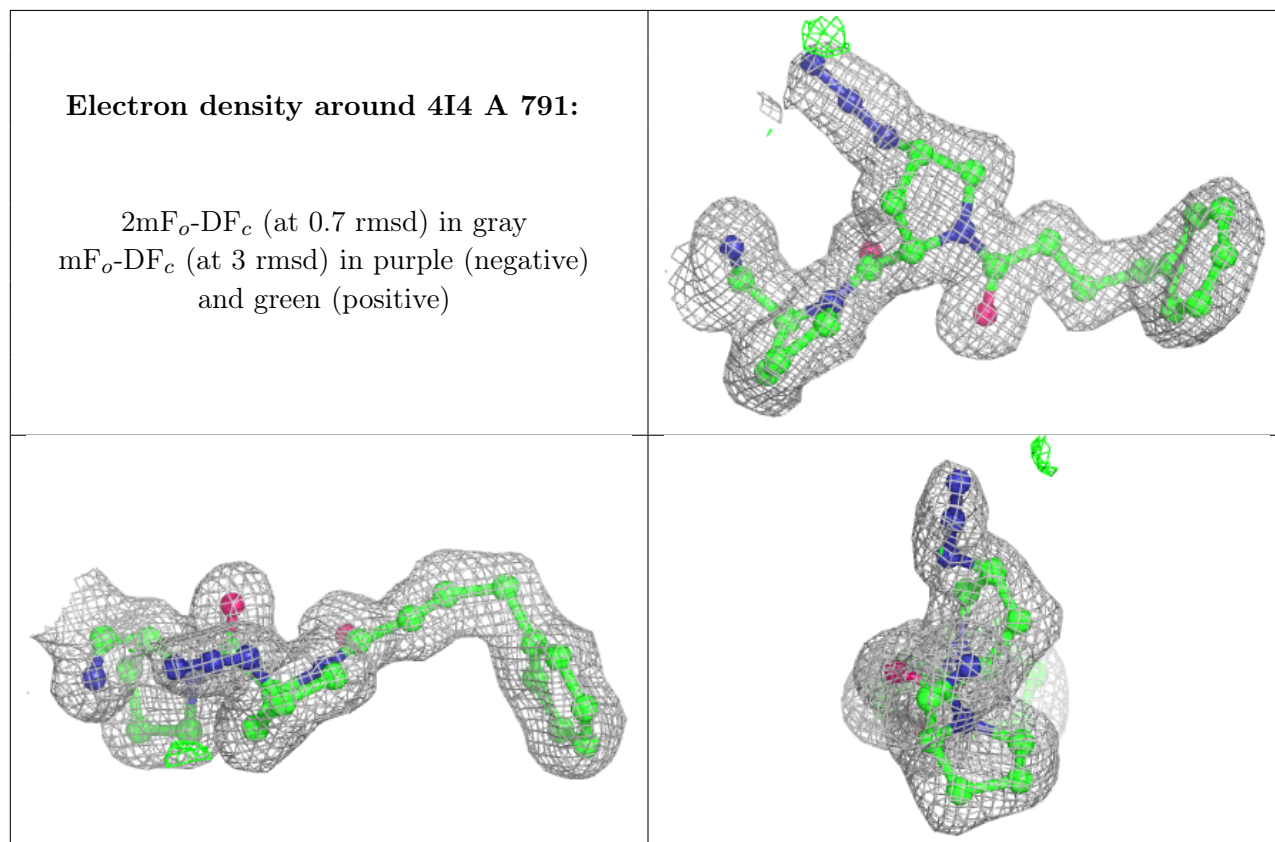 Electron density around 4I4 A 791:
2mFo-DFc (at 0.7 rmsd) in gray
mFo-DFc (at 3 rmsd) in purple (negative)
and green (positive)